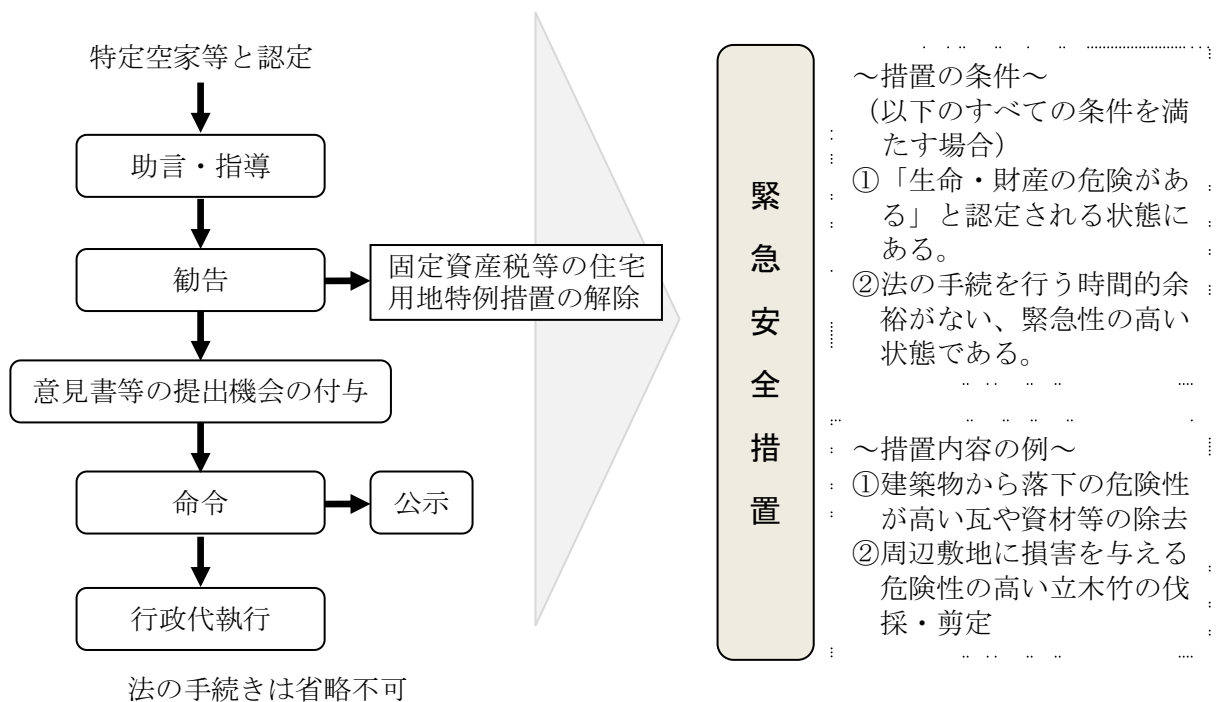 特定空家等と認定
助言・指導
勧告
固定資産税等の住宅
用地特例措置の解除
意見書等の提出機会の付与
命令
公示
行政代執行
法の手続きは省略不可
緊急安全措置
～措置の条件～
（以下のすべての条件を満
たす場合）
①「生命・財産の危険があ
る」と認定される状態に
ある。
②法の手続を行う時間的余
裕がない、緊急性の高い
状態である。
～措置内容の例～
①建築物から落下の危険性
が高い瓦や資材等の除去
②周辺敷地に損害を与える
危険性の高い立木竹の伐
採・剪定